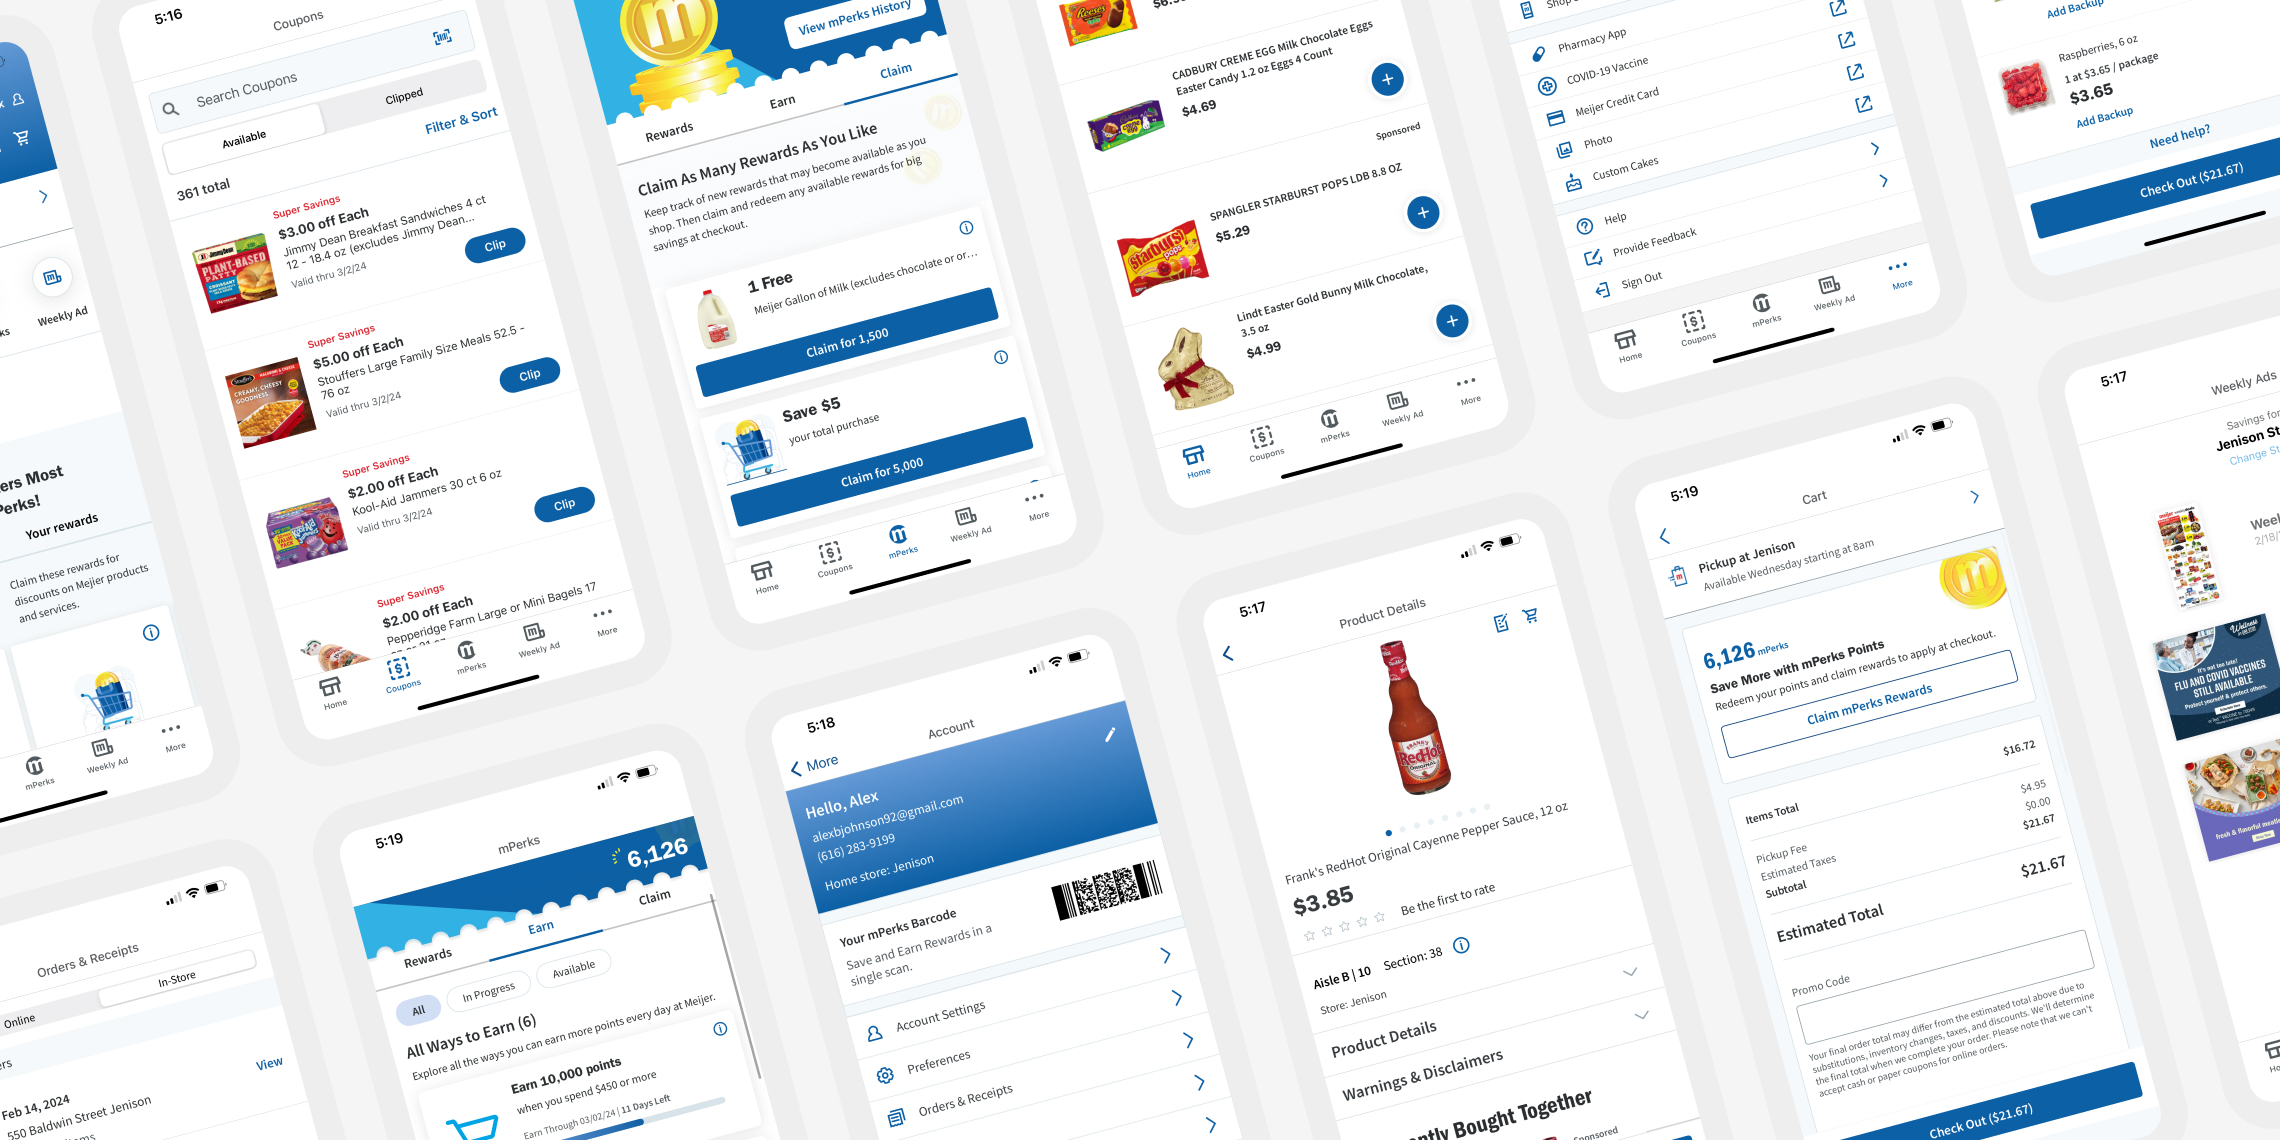 Weekly Ad
ers Most
erks!
Your rewards
Claim these rewards for
discounts on Meijer products
and services.
mPerks
Weekly Ad
More
5:16
Coupons
Search Coupons
Available
Clipped
Filter & Sort
361 total
Super Savings
$3.00 off Each
Jimmy Dean Breakfast Sandwiches 4 ct
12 - 18.4 oz (excludes Jimmy Dean...
Valid thru 3/2/24
Clip
Super Savings
$5.00 off Each
Stouffers Large Family Size Meals 52.5 -
76 oz
Valid thru 3/2/24
Clip
Super Savings
$2.00 off Each
Kool-Aid Jammers 30 ct 6 oz
Valid thru 3/2/24
Clip
Super Savings
$2.00 off Each
Pepperidge Farm Large or Mini Bagels 17
Home
Coupons
mPerks
Weekly Ad
More
View mPerks History
Rewards
Earn
Claim
Claim As Many Rewards As You Like
Keep track of new rewards that may become available as you
shop. Then claim and redeem any available rewards for big
savings at checkout.
1 Free
Meijer Gallon of Milk (excludes chocolate or or...
Claim for 1,500
Save $5
your total purchase
Claim for 5,000
Home
Coupons
mPerks
Weekly Ad
More
Reese's
CADBURY CREME EGG Milk Chocolate Eggs
Easter Candy 1.2 oz Eggs 4 Count
$4.69
Sponsored
SPANGLER STARBURST POPS LDB 8.8 OZ
$5.29
Starburst
pops
Lindt Easter Gold Bunny Milk Chocolate,
3.5 oz
$4.99
Home
Coupons
mPerks
Weekly Ad
More
Pharmacy App
COVID-19 Vaccine
Meijer Credit Card
Photo
Custom Cakes
Help
Provide Feedback
Sign Out
Home
Coupons
mPerks
Weekly Ad
More
Add Backup
Raspberries, 6 oz
1 at $3.65 / package
$3.65
Add Backup
Need help?
Check Out ($21.67)
Orders & Receipts
Online
In-Store
View
Feb 14, 2024
550 Baldwin Street Jenison
5:19
mPerks
6,126
Rewards
Earn
Claim
All
In Progress
Available
All Ways to Earn (6)
Explore all the ways you can earn more points every day at Meijer.
Earn 10,000 points
when you spend $450 or more
Earn Through 03/02/24 | 11 Days Left
5:18
Account
More
Hello, Alex
alexbjohnson92@gmail.com
(616) 283-9199
Home store: Jenison
Your mPerks Barcode
Save and Earn Rewards in a
single scan.
Account Settings
Preferences
Orders & Receipts
5:17
Product Details
FRANK'S
RedHot
ORIGINAL
Frank's RedHot Original Cayenne Pepper Sauce, 12 oz
$3.85
Be the first to rate
Aisle B | 10
Section: 38
Store: Jenison
Product Details
Warnings & Disclaimers
ntly Bought Together
Sponsored
5:19
Cart
Pickup at Jenison
Available Wednesday starting at 8am
6,126 mPerks
Save More with mPerks Points
Redeem your points and claim rewards to apply at checkout.
Claim mPerks Rewards
Items Total
$16.72
Pickup Fee
$4.95
Estimated Taxes
$0.00
Subtotal
$21.67
Estimated Total
$21.67
Promo Code
Your final order total may differ from the estimated total above due to
substitutions, inventory changes, taxes, and discounts. We'll determine
the final total when we complete your order. Please note that we can't
accept cash or paper coupons for online orders.
Check Out ($21.67)
5:17
Weekly Ads
Savings for
Jenison St
Change St
Weel
2/18/
Wellness
It's not too late!
FLU AND COVID VACCINES
STILL AVAILABLE
Protect yourself & protect others.
fresh & flavorful